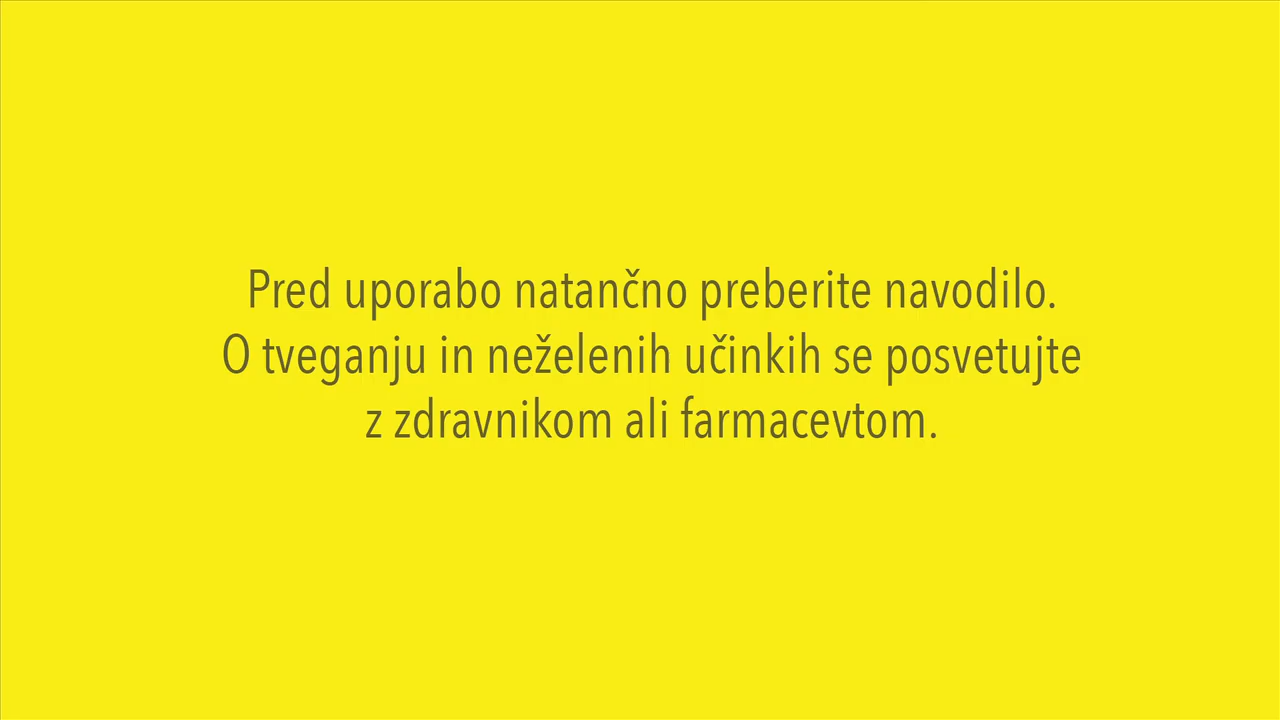 Pred uporabo natančno preberite navodilo.
O tveganju in neželenih učinkih se posvetujte
z zdravnikom ali farmacevtom.